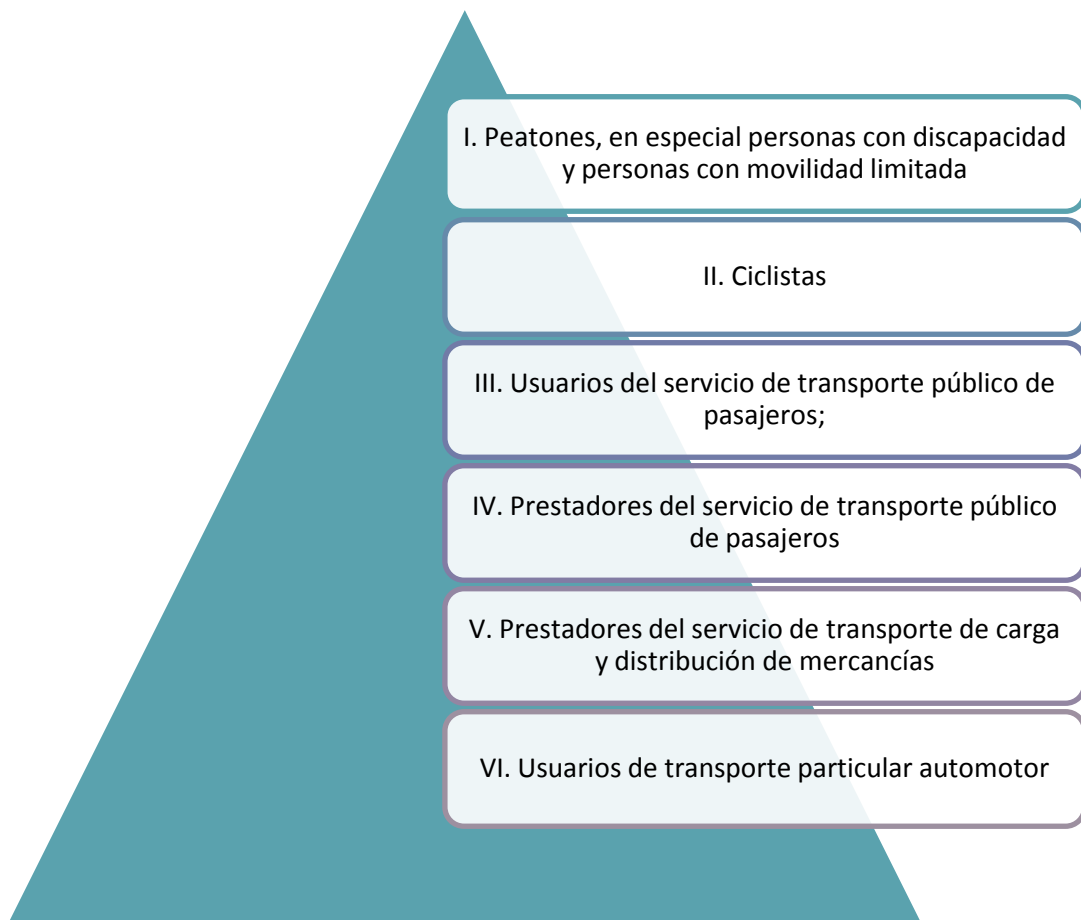 I. Peatones, en especial personas con discapacidad
y personas con movilidad limitada
II. Ciclistas
III. Usuarios del servicio de transporte público de
pasajeros;
IV. Prestadores del servicio de transporte público
de pasajeros
V. Prestadores del servicio de transporte de carga
y distribución de mercancías
VI. Usuarios de transporte particular automotor